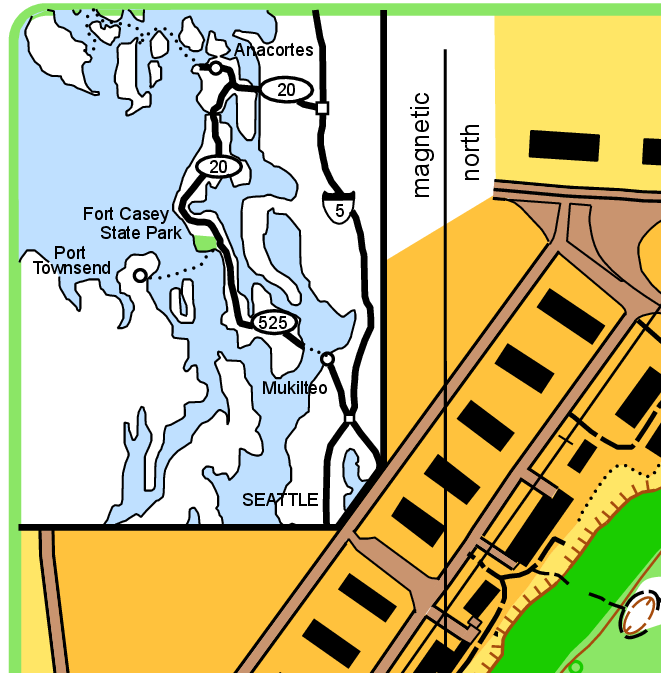 Anacortes
20
magnetic
north
20
5
Fort Casey
State Park
Port
Townsend
525
Mukilteo
SEATTLE